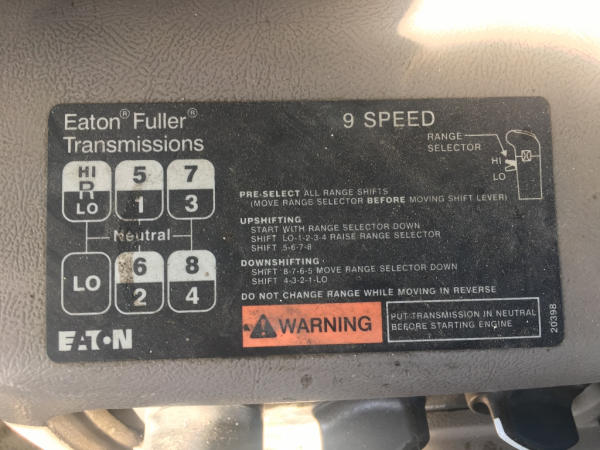 Eaton® Fuller® Transmissions
9 SPEED
RANGE
SELECTOR
HI
LO
HI 5 7
R
LO 1 3
Neutral
LO 6 8
2 4
PRE-SELECT ALL RANGE SHIFTS
(MOVE RANGE SELECTOR BEFORE MOVING SHIFT LEVER)
UPSHIFTING
START WITH RANGE SELECTOR DOWN
SHIFT LO-1-2-3-4 RAISE RANGE SELECTOR
SHIFT 5-6-7-8
DOWNSHIFTING
SHIFT 8-7-6-5 MOVE RANGE SELECTOR DOWN
SHIFT 4-3-2-1-LO
DO NOT CHANGE RANGE WHILE MOVING IN REVERSE
EATON
WARNING
PUT TRANSMISSION IN NEUTRAL
BEFORE STARTING ENGINE
20398